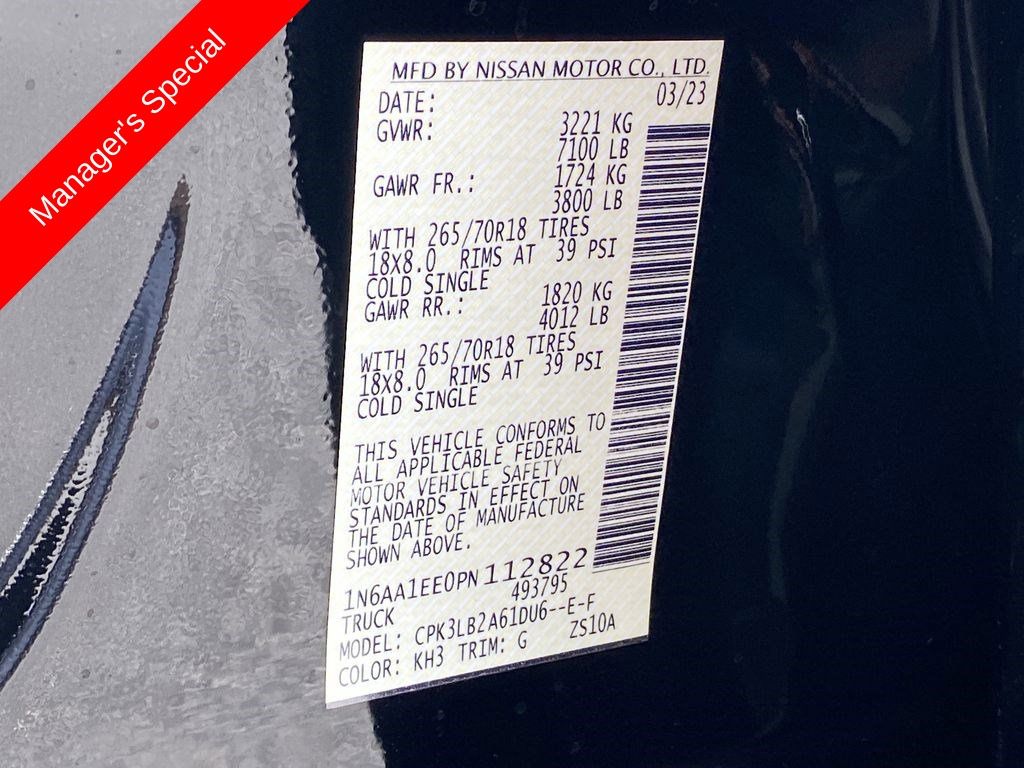 Manager's Special
MFD BY NISSAN MOTOR CO., LTD.
DATE: 03/23
GVWR: 3221 KG
7100 LB
GAWR FR.: 1724 KG
3800 LB
WITH 265/70R18 TIRES
18X8.0 RIMS AT 39 PSI
COLD SINGLE
GAWR RR.: 1820 KG
4012 LB
WITH 265/70R18 TIRES
18X8.0 RIMS AT 39 PSI
COLD SINGLE
THIS VEHICLE CONFORMS TO
ALL APPLICABLE FEDERAL
MOTOR VEHICLE SAFETY
STANDARDS IN EFFECT ON
THE DATE OF MANUFACTURE
SHOWN ABOVE.
1N6AA1EE0PN112822
TRUCK 493795
MODEL: CPK3LB2A61DU6--E-F
COLOR: KH3 TRIM: G ZS10A